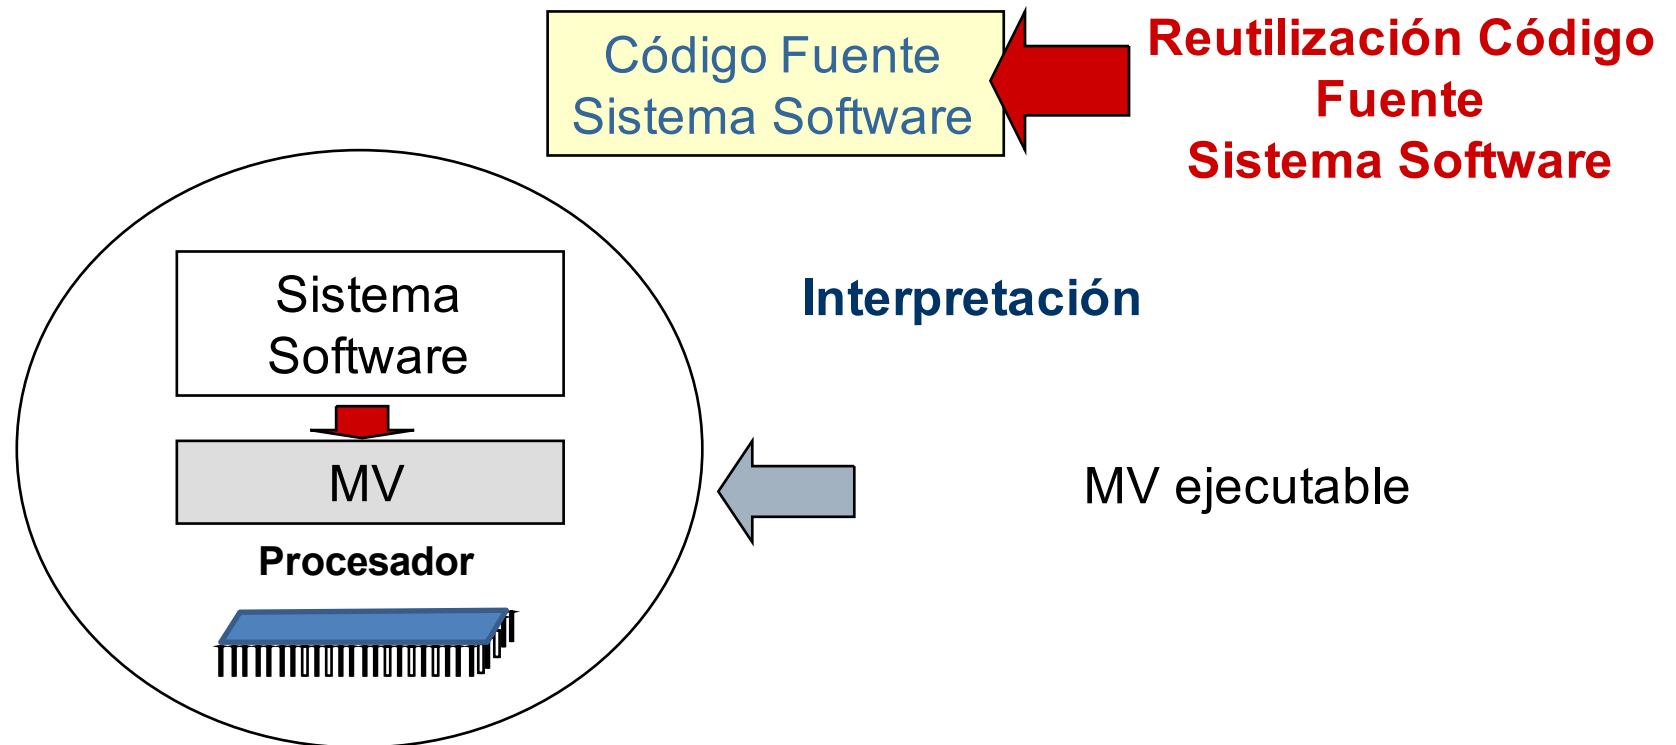 Código Fuente
Sistema Software
Reutilización Código
Fuente
Sistema Software
Sistema
Software
Interpretación
MV
MV ejecutable
Procesador